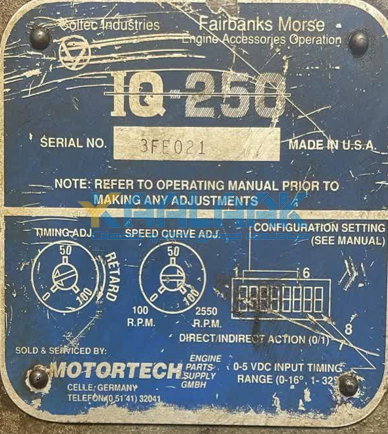 Coltec Industries
Fairbanks Morse
Engine Accessories Operation
IQ-250
SERIAL NO. 3FE021 MADE IN U.S.A.
NOTE: REFER TO OPERATING MANUAL PRIOR TO
MAKING ANY ADJUSTMENTS
TIMING ADJ.
50
0
100
RETARD
SPEED CURVE ADJ.
50
0
100
100
R.P.M.
2550
R.P.M.
CONFIGURATION SETTING
(SEE MANUAL)
1
6
8
DIRECT/INDIRECT ACTION (0/1)
0-5 VDC INPUT TIMING
RANGE (0-16°, 1- 32°
SOLD & SERVICED BY:
MOTORTECH
ENGINE
PARTS
SUPPLY
GMBH
CELLE, GERMANY
TELEFON (0 51 41) 32041